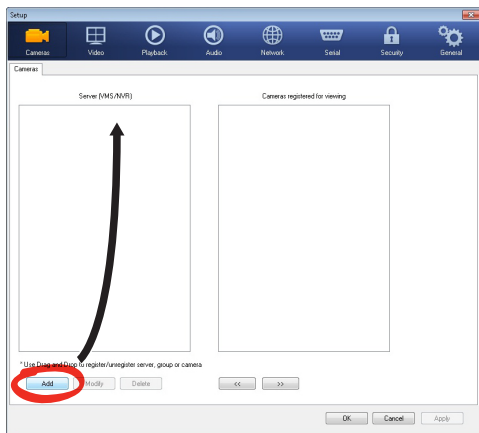 Setup
Cameras Video Playback Audio Network Serial Security General
Cameras
Server (VMS/NVR) Cameras registered for viewing
* Use Drag and Drop to register/unregister server, group or camera
Add Modify Delete << >>
OK Cancel Apply